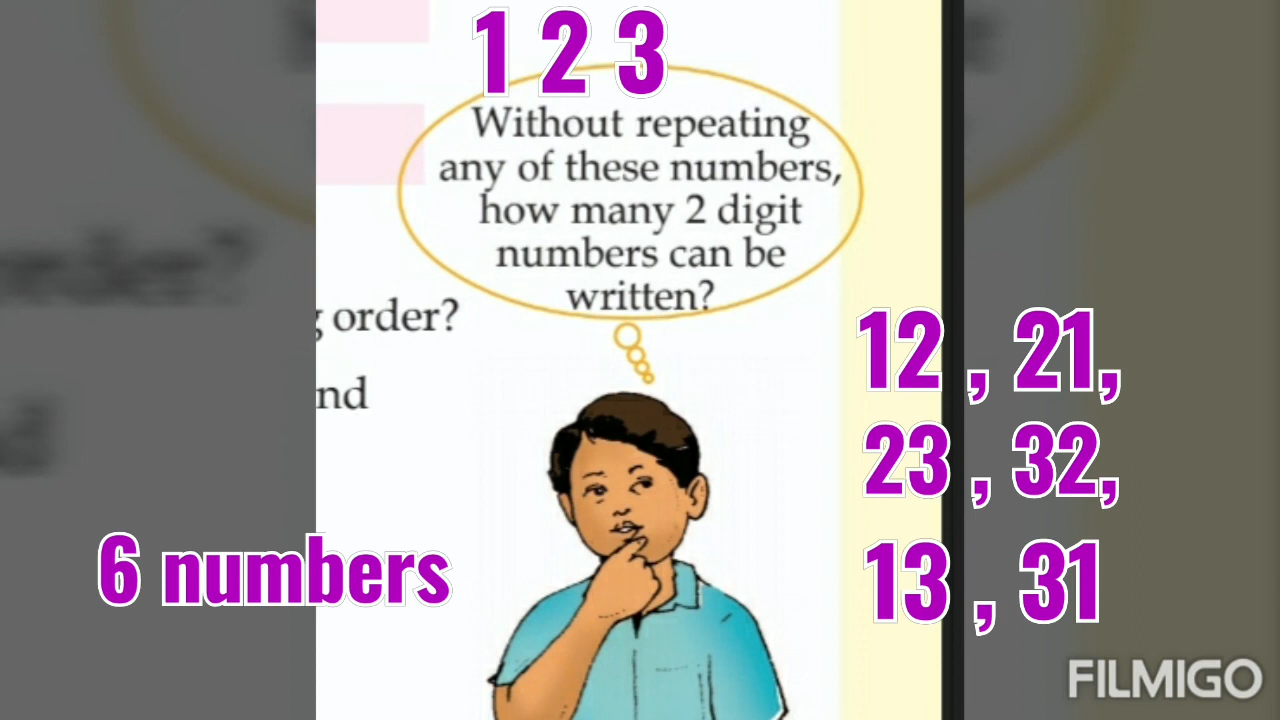 1 2 3
Without repeating
any of these numbers,
how many 2 digit
numbers can be
written?
order?
nd
12 , 21,
23 , 32,
13 , 31
6 numbers
FILMIGO